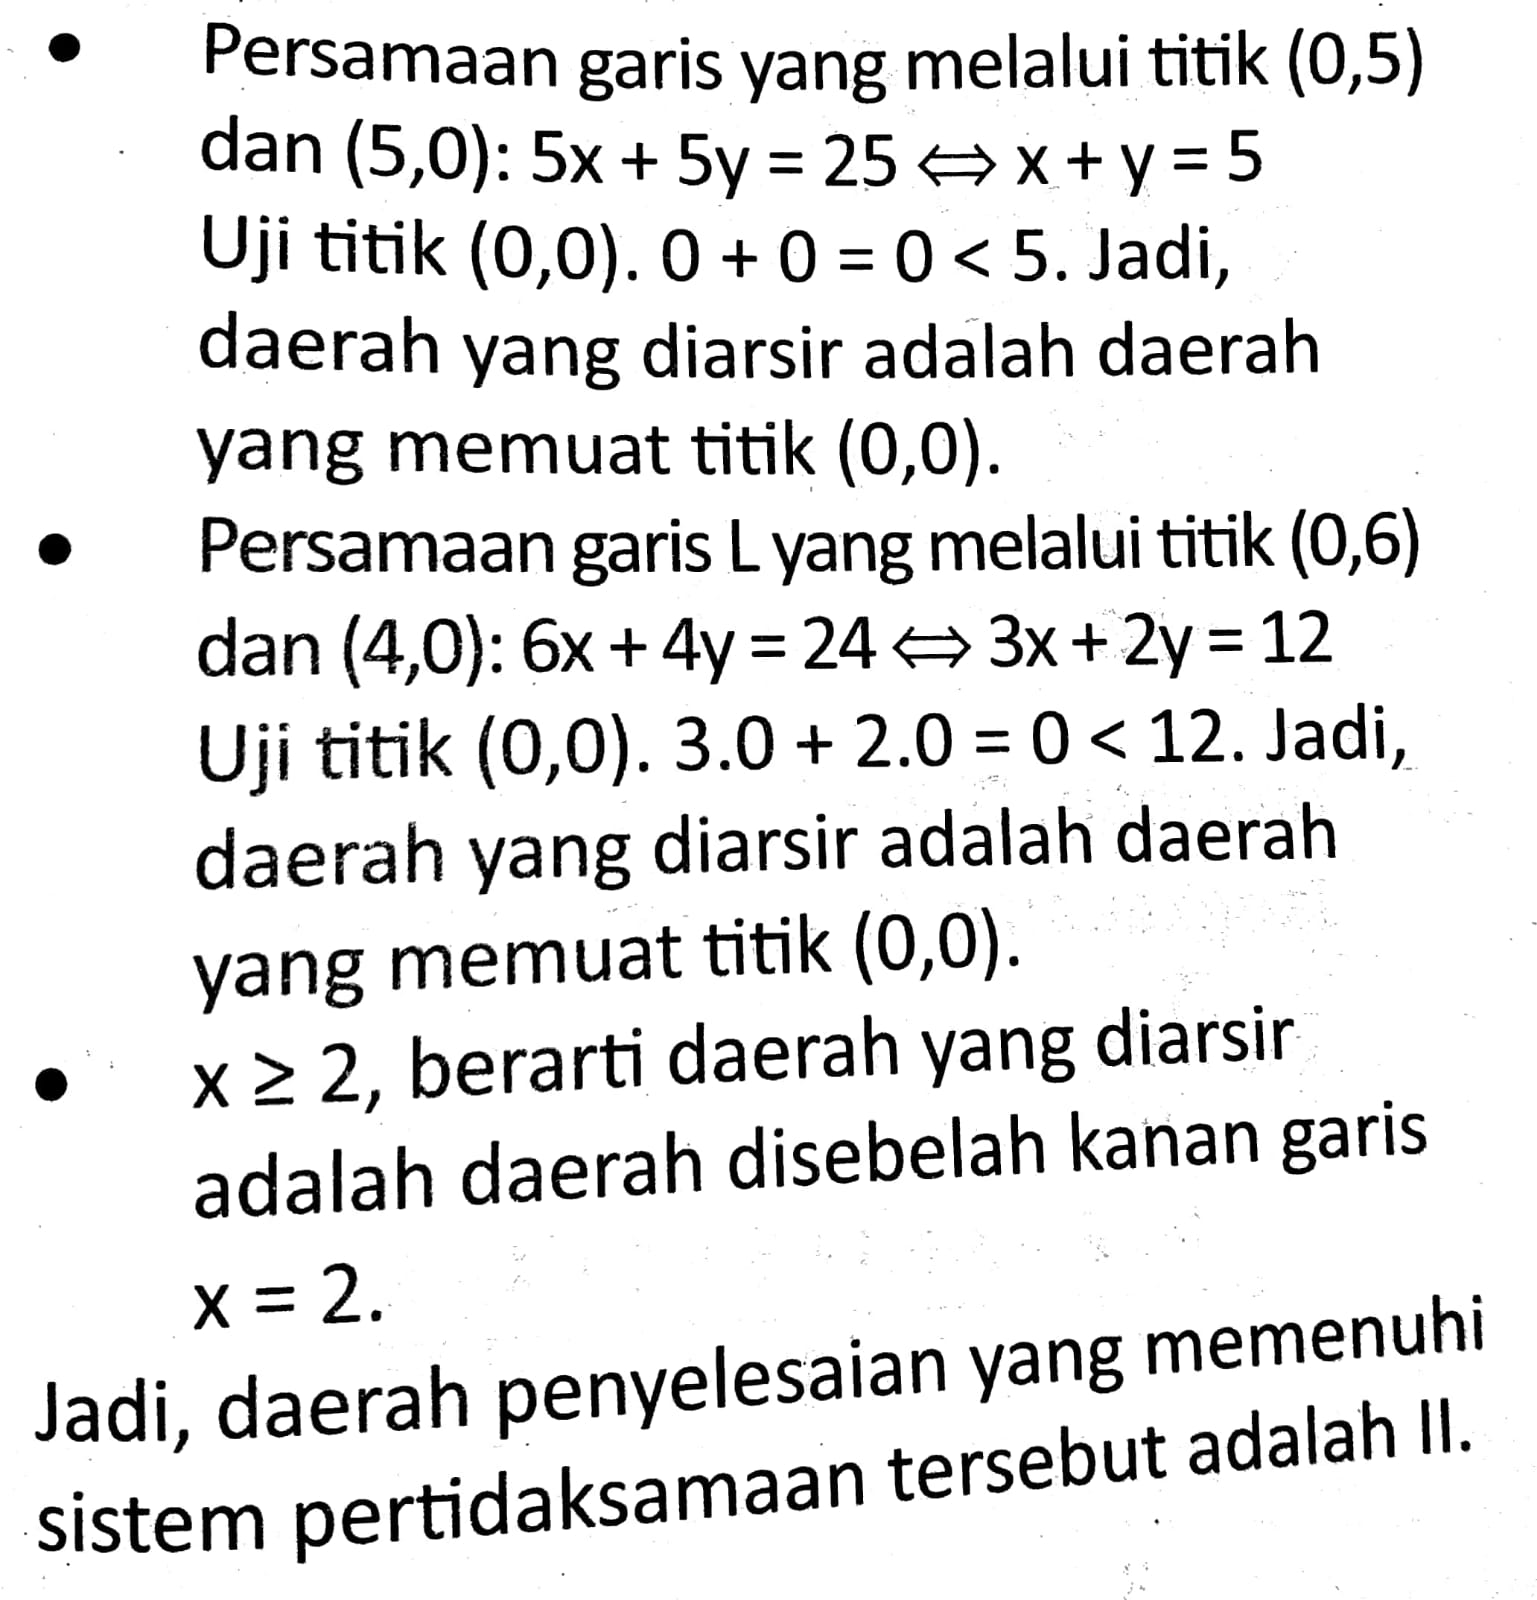 • Persamaan garis yang melalui titik (0,5)
dan (5,0): 5x + 5y = 25 ⇔ x + y = 5
Uji titik (0,0). 0 + 0 = 0 < 5. Jadi,
daerah yang diarsir adalah daerah
yang memuat titik (0,0).
• Persamaan garis L yang melalui titik (0,6)
dan (4,0): 6x + 4y = 24 ⇔ 3x + 2y = 12
Uji titik (0,0). 3.0 + 2.0 = 0 < 12. Jadi,
daerah yang diarsir adalah daerah
yang memuat titik (0,0).
• x ≥ 2, berarti daerah yang diarsir
adalah daerah disebelah kanan garis
x = 2.
Jadi, daerah penyelesaian yang memenuhi
sistem pertidaksamaan tersebut adalah II.